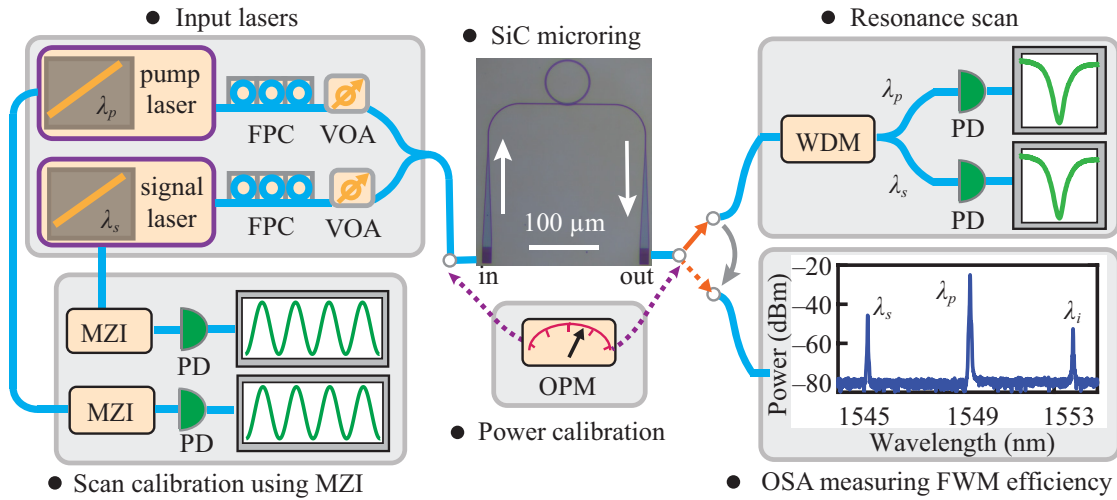 ● Input lasers
pump
laser
λp
FPC
VOA
signal
laser
λs
FPC
VOA
MZI
PD
MZI
PD
● Scan calibration using MZI
● SiC microring
100 µm
in
out
OPM
● Power calibration
● Resonance scan
WDM
λp
PD
λs
PD
Power (dBm)
–20
–40
–60
–80
λs
λp
λi
1545
1549
1553
Wavelength (nm)
● OSA measuring FWM efficiency